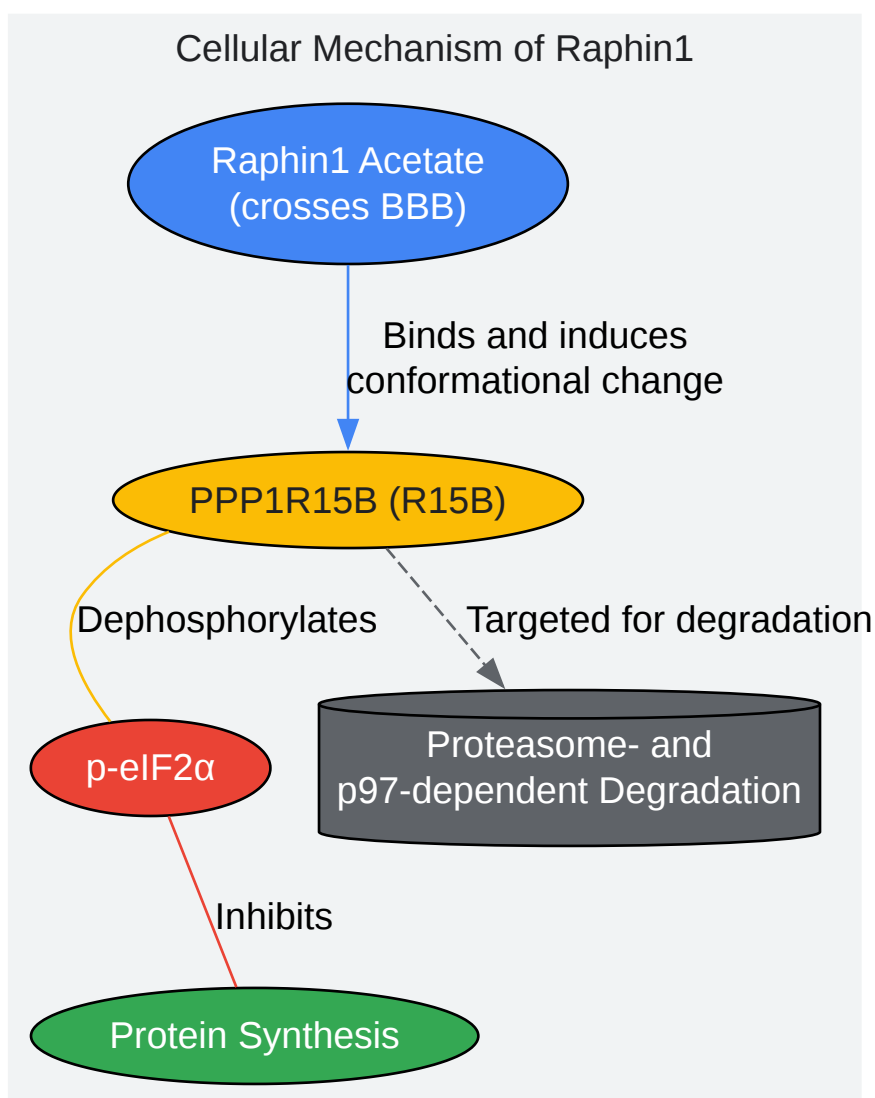 Cellular Mechanism of Raphin1
Raphin1 Acetate
(crosses BBB)
Binds and induces
conformational change
PPP1R15B (R15B)
Dephosphorylates
Targeted for degradation
p-eIF2α
Proteasome- and
p97-dependent Degradation
Inhibits
Protein Synthesis